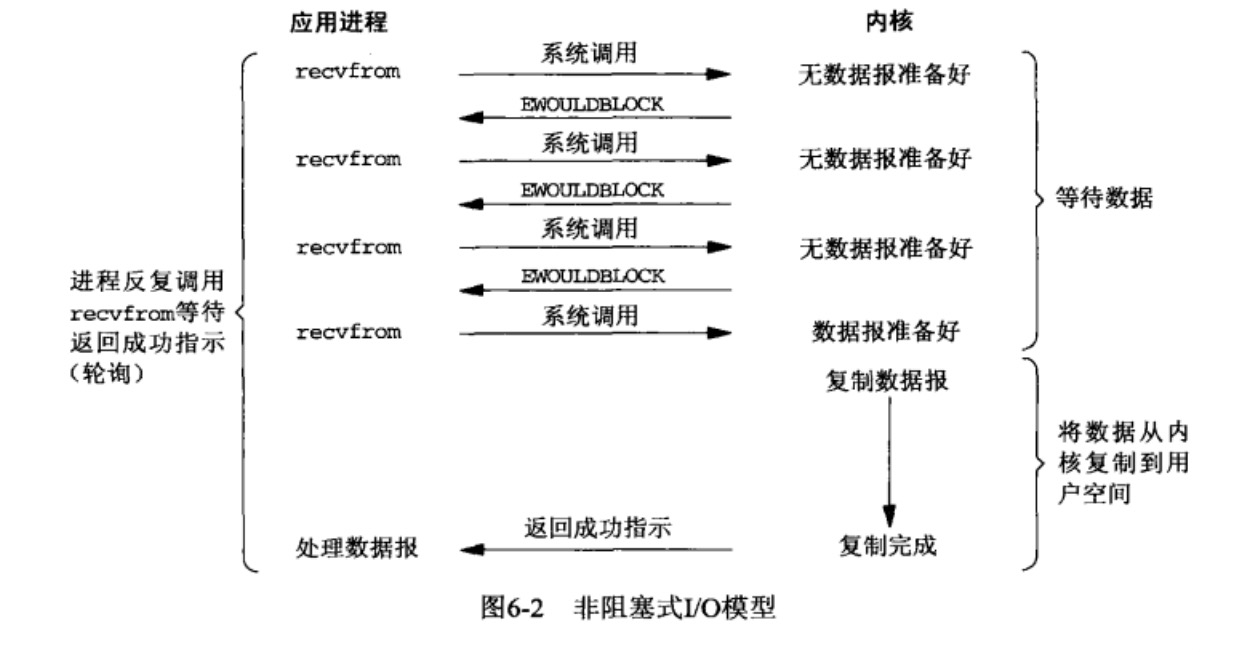 应用进程 内核
系统调用
recvfrom 无数据报准备好
EWOULDBLOCK
系统调用
recvfrom 无数据报准备好
EWOULDBLOCK
等待数据
系统调用
recvfrom 无数据报准备好
EWOULDBLOCK
进程反复调用
recvfrom等待
返回成功指示
（轮询）
系统调用
recvfrom 数据报准备好
复制数据报
将数据从内
核复制到用
户空间
返回成功指示
处理数据报 复制完成
图6-2 非阻塞式I/O模型